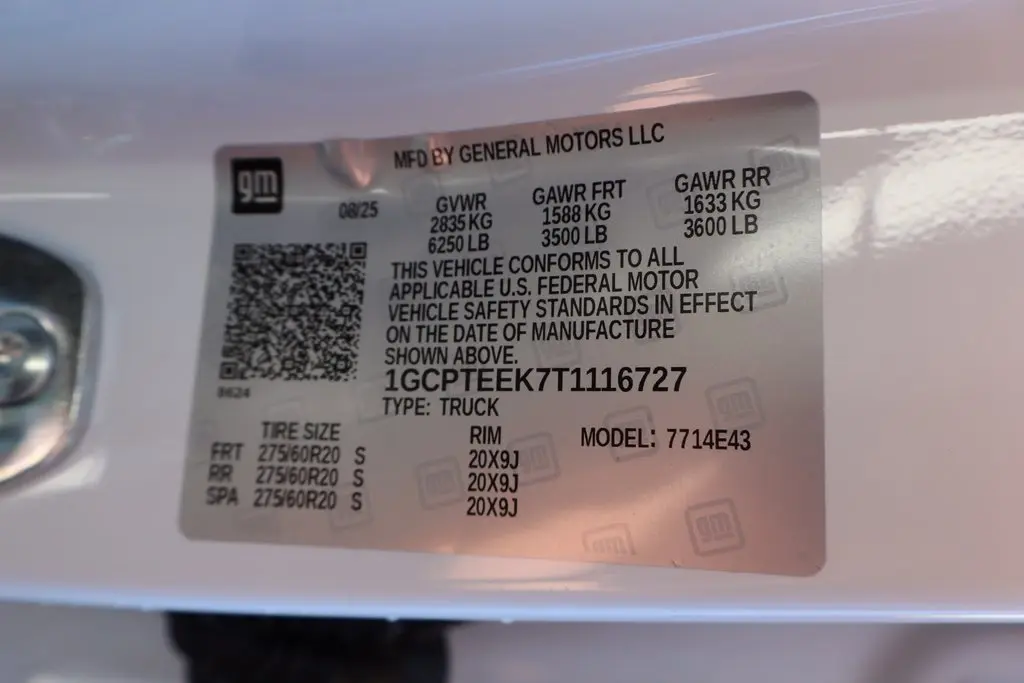 MFD BY GENERAL MOTORS LLC
gm
08/25
GVWR GAWR FRT GAWR RR
2835 KG 1588 KG 1633 KG
6250 LB 3500 LB 3600 LB
THIS VEHICLE CONFORMS TO ALL
APPLICABLE U.S. FEDERAL MOTOR
VEHICLE SAFETY STANDARDS IN EFFECT
ON THE DATE OF MANUFACTURE
SHOWN ABOVE.
1GCPTEEK7T1116727
8624
TYPE: TRUCK
TIRE SIZE RIM MODEL: 7714E43
FRT 275/60R20 S 20X9J
RR 275/60R20 S 20X9J
SPA 275/60R20 S 20X9J